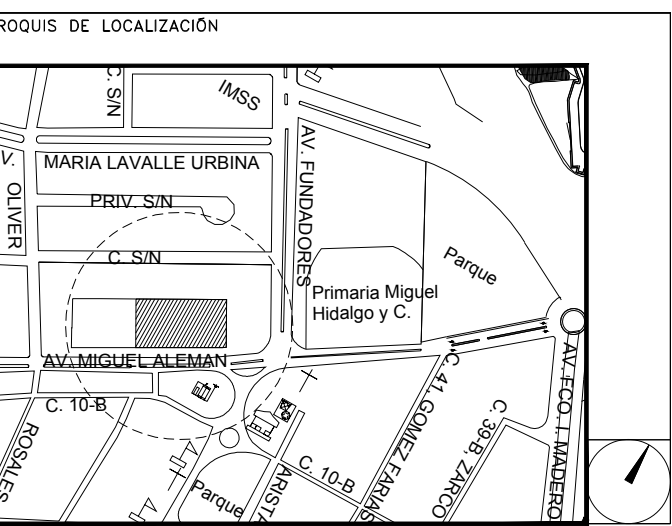 ROQUIS DE LOCALIZACIÓN
C. S/N
IMSS
V. OLIVER
MARIA LAVALLE URBINA
AV. FUNDADORES
PRIV. S/N
C. S/N
Parque
Primaria Miguel
Hidalgo y C.
AV. MIGUEL ALEMAN
C. 10-B
ROSALES
Parque
ARISTA
C. 10-B
C. 41, GOMEZ FARIAS
C. 39-B, ZARCO
AV. FCO. I. MADERO